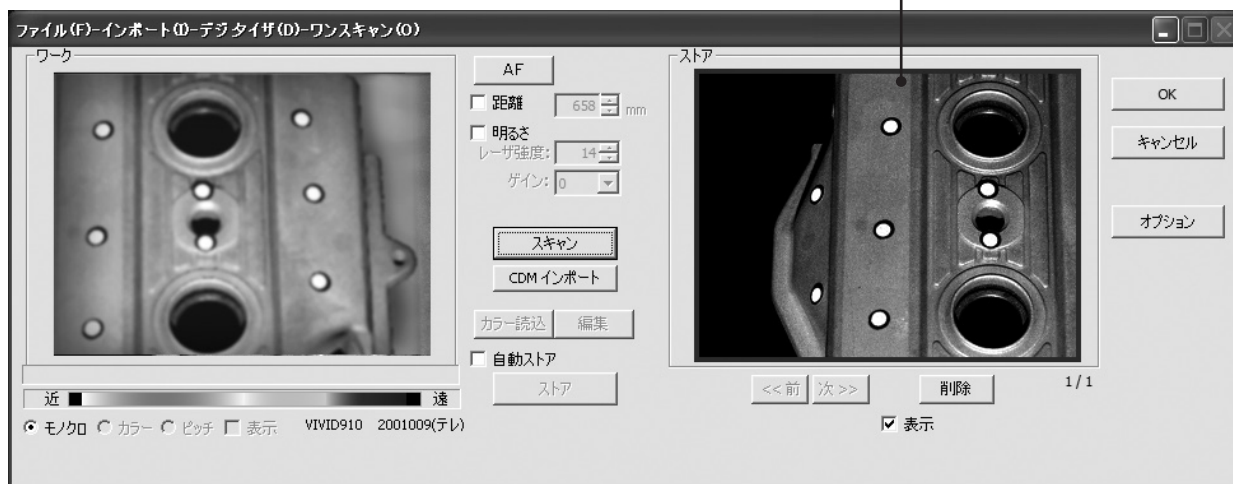 ファイル(F)-インポート(I)-デジタイザ(D)-ワンスキャン(O)
ワーク
AF
距離 658 mm
明るさ
レーザ強度: 14
ゲイン: 0
スキャン
CDM インポート
カラー読込 編集
自動ストア
ストア
近 遠
モノクロ カラー ピッチ 表示 VIVID910 2001009(テレ)
ストア
<< 前 次 >> 削除 1 / 1
表示
OK
キャンセル
オプション